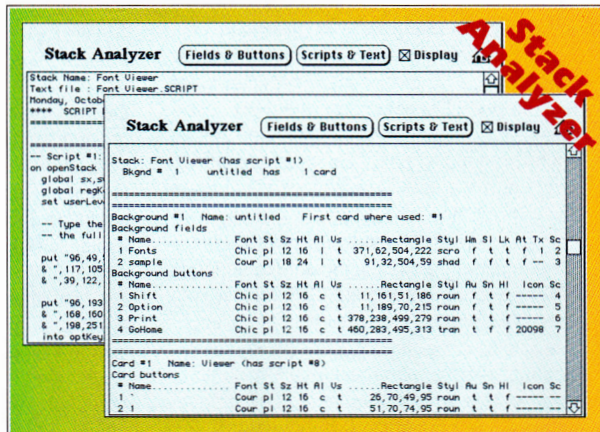 Stack Analyzer
Stack Analyzer Fields & Buttons Scripts & Text Display
Stack Name: Font Viewer
Text file : Font Viewer.SCRIPT
Monday, Octob
**** SCRIPT
===========
===========
-- Script #1:
on openStack
global sx,s
global regK
set userLeve
-- Type the
-- the full
put "96,49,
& ",117,105
& ",39,122,
put "96,193
& ",168,160
& ",198,251
into optKey
Stack Analyzer Fields & Buttons Scripts & Text Display
Stack: Font Viewer (has script #1)
Bkgnd # 1 untitled has 1 card
==================================================
==================================================
Background #1 Name: untitled First card where used: #1
Background fields
# Name............. Font St Sz Ht Al Vs ......Rectangle Styl Wm Sl Lk At Tx Sc
1 Fonts Chic pl 12 16 l t 371,62,504,222 scro f t t f 1 2
2 sample Cour pl 18 24 l t 91,32,504,59 shad f f t f -- 3
Background buttons
# Name............. Font St Sz Ht Al Vs ......Rectangle Styl Au Sn Hl Icon Sc
1 Shift Chic pl 12 16 c t 11,161,51,186 roun f t f ----- 4
2 Option Chic pl 12 16 c t 11,189,70,215 roun f t f ----- 5
3 Print Chic pl 12 16 c t 378,238,499,279 roun t t f ----- 6
4 GoHome Chic pl 12 16 c t 460,283,495,313 tran t f f 20098 7
==================================================
==================================================
Card #1 Name: Viewer (has script #8)
Card buttons
# Name............. Font St Sz Ht Al Vs ......Rectangle Styl Au Sn Hl Icon Sc
1 ` Cour pl 12 16 c t 26,70,49,95 roun t t f ----- --
2 1 Cour pl 12 16 c t 51,70,74,95 roun t t f ----- --